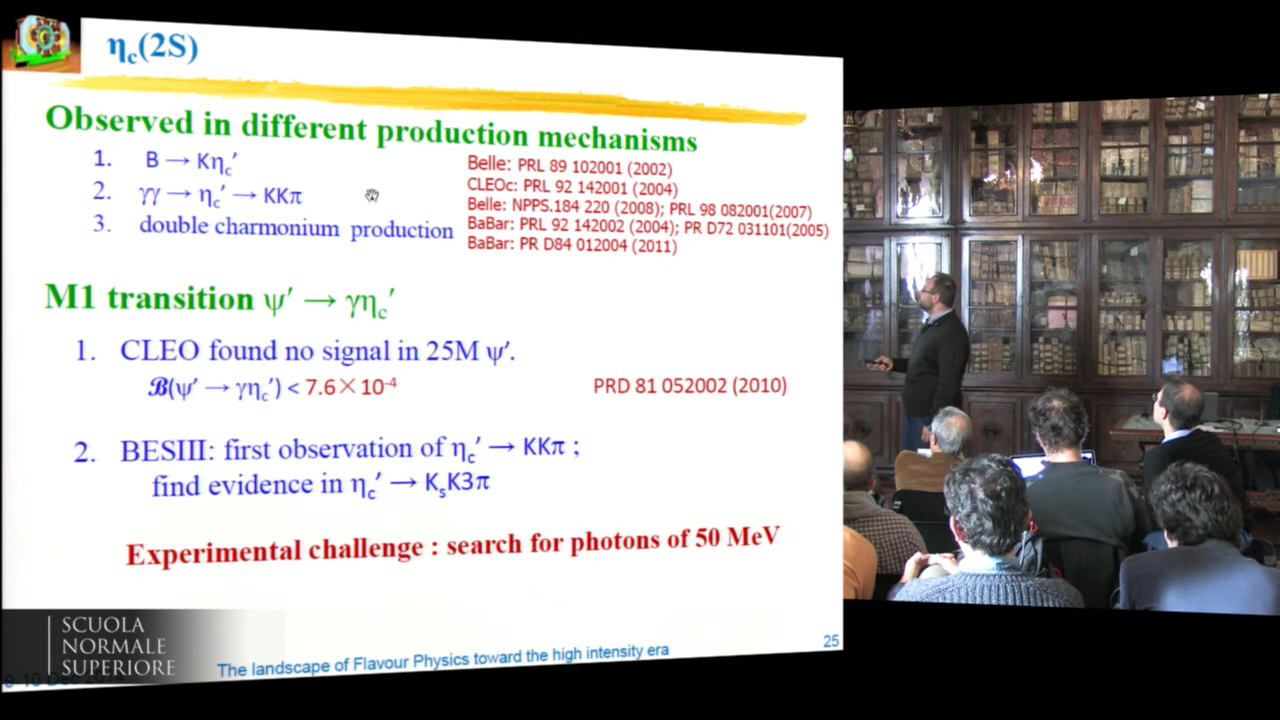 ηc(2S)
Observed in different production mechanisms
1. B → Kηc′
2. γγ → ηc′ → KKπ
3. double charmonium production
Belle: PRL 89 102001 (2002)
CLEOc: PRL 92 142001 (2004)
Belle: NPPS.184 220 (2008); PRL 98 082001(2007)
BaBar: PRL 92 142002 (2004); PR D72 031101(2005)
BaBar: PR D84 012004 (2011)
M1 transition ψ′ → γηc′
1. CLEO found no signal in 25M ψ′.
ℬ(ψ′ → γηc′) < 7.6×10⁻⁴ PRD 81 052002 (2010)
2. BESIII: first observation of ηc′ → KKπ ;
find evidence in ηc′ → KsK3π
Experimental challenge : search for photons of 50 MeV
SCUOLA
NORMALE
SUPERIORE
The landscape of Flavour Physics toward the high intensity era
25